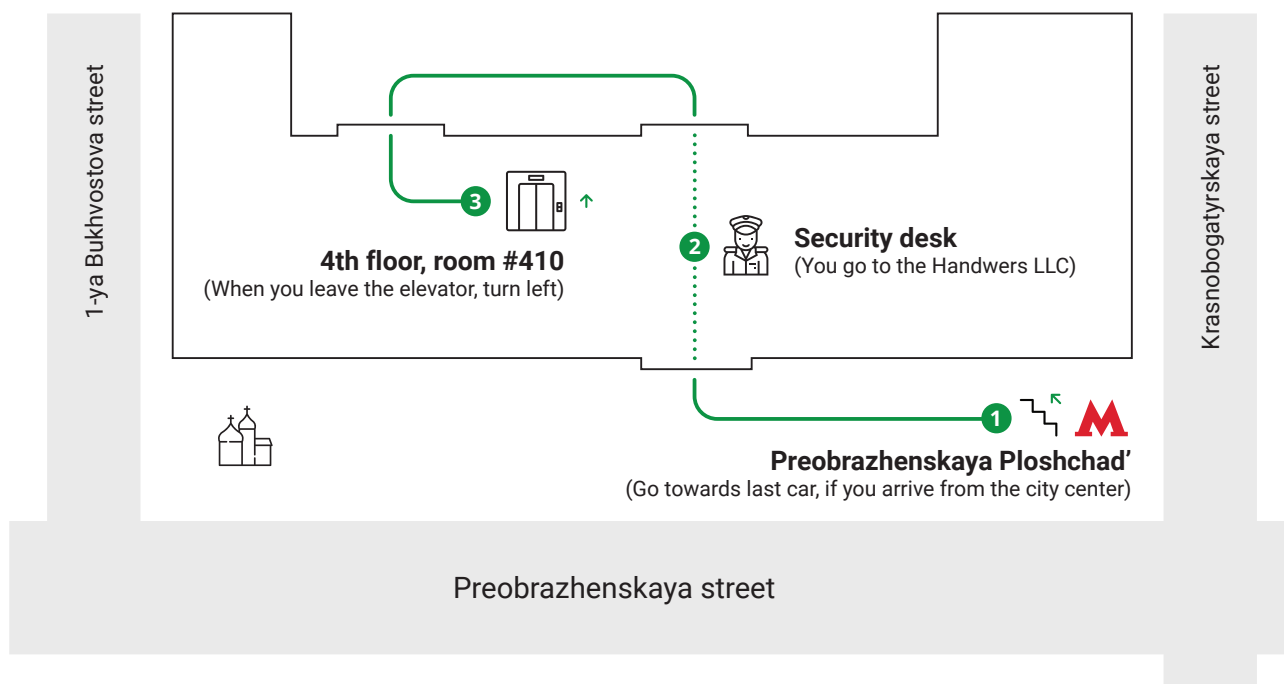 1-ya Bukhvostova street
Krasnobogatyrskaya street
3
4th floor, room #410
(When you leave the elevator, turn left)
2
Security desk
(You go to the Handwers LLC)
1
M
Preobrazhenskaya Ploshchad’
(Go towards last car, if you arrive from the city center)
Preobrazhenskaya street